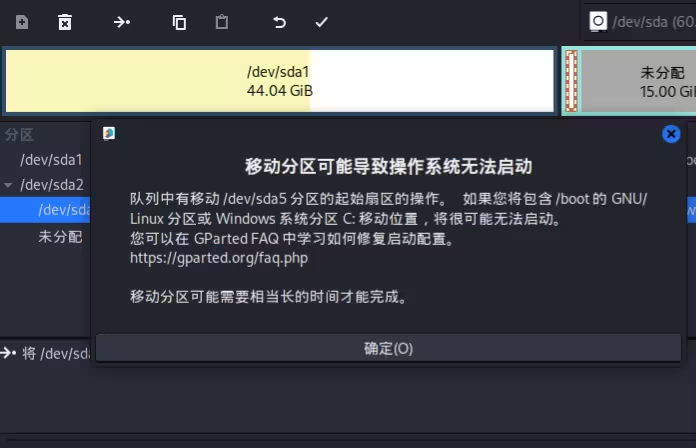 /dev/sda (60.
/dev/sda1
44.04 GiB
未分配
15.00 Gi
分区
/dev/sda1
/dev/sda2
/dev/sda
未分配
移动分区可能导致操作系统无法启动
队列中有移动 /dev/sda5 分区的起始扇区的操作。 如果您将包含 /boot 的 GNU/
Linux 分区或 Windows 系统分区 C: 移动位置，将很可能无法启动。
您可以在 GParted FAQ 中学习如何修复启动配置。
https://gparted.org/faq.php
移动分区可能需要相当长的时间才能完成。
确定(O)
将 /dev/sda